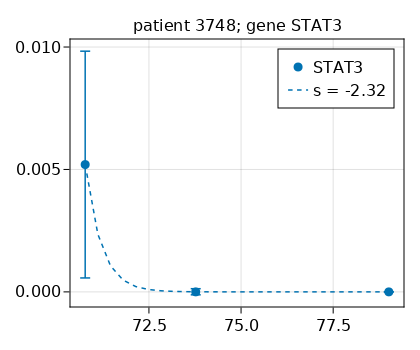 patient 3748; gene STAT3
0.010
STAT3
s = -2.32
0.005
0.000
72.5
75.0
77.5